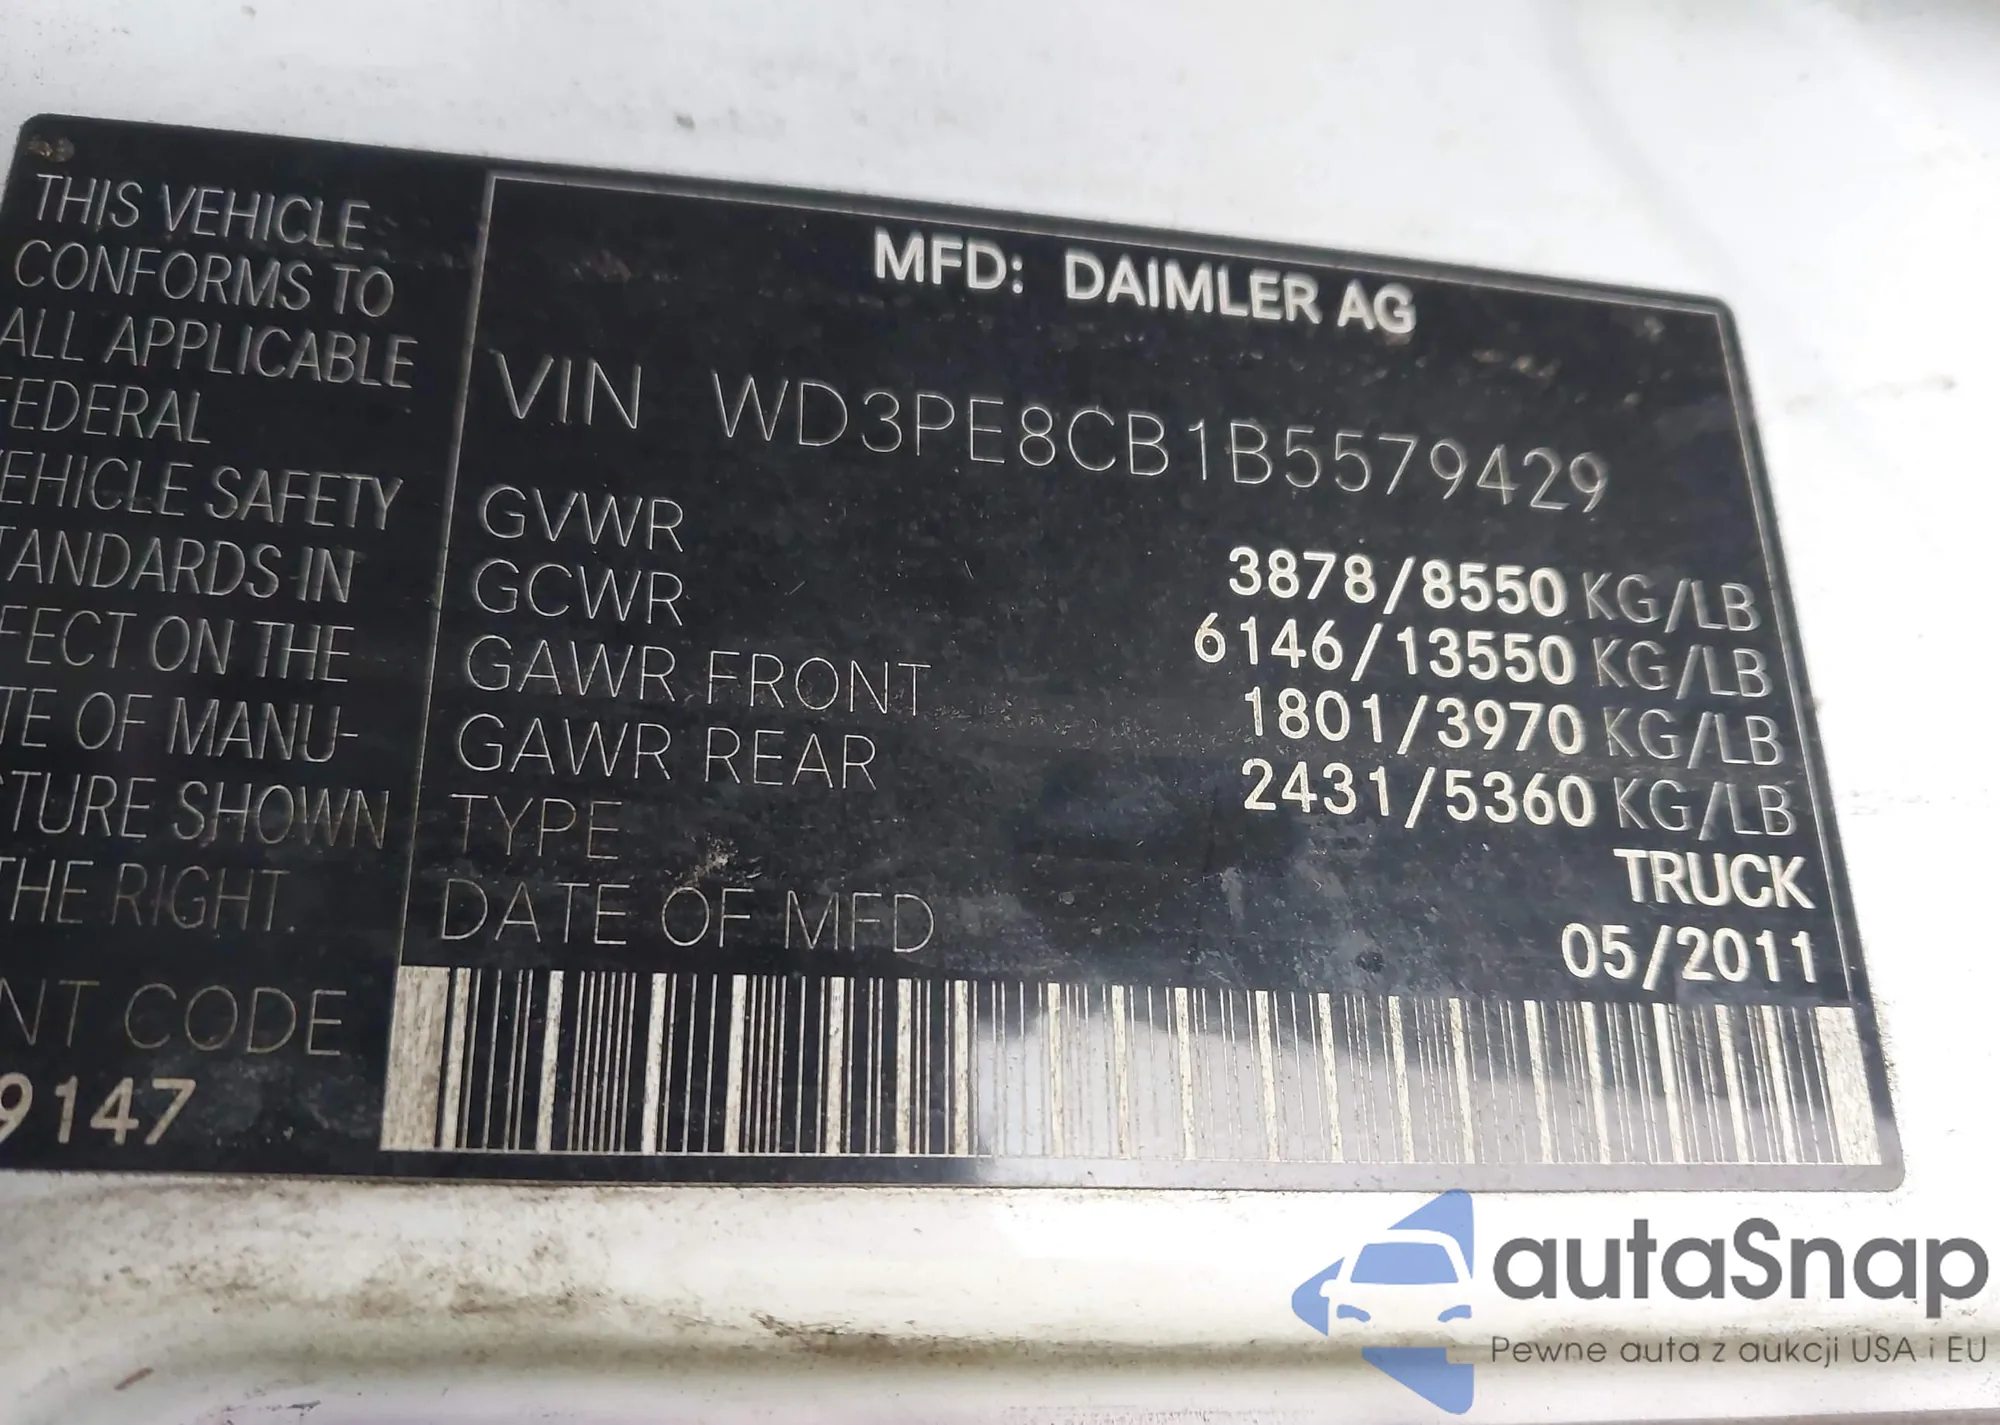 THIS VEHICLE
CONFORMS TO
ALL APPLICABLE
FEDERAL
VEHICLE SAFETY
TANDARDS IN
FECT ON THE
TE OF MANU-
CTURE SHOWN
THE RIGHT.
NT CODE
9147
MFD: DAIMLER AG
VIN WD3PE8CB1B5579429
GVWR 3878/8550 KG/LB
GCWR 6146/13550 KG/LB
GAWR FRONT 1801/3970 KG/LB
GAWR REAR 2431/5360 KG/LB
TYPE TRUCK
DATE OF MFD 05/2011
autaSnap
Pewne auta z aukcji USA i EU